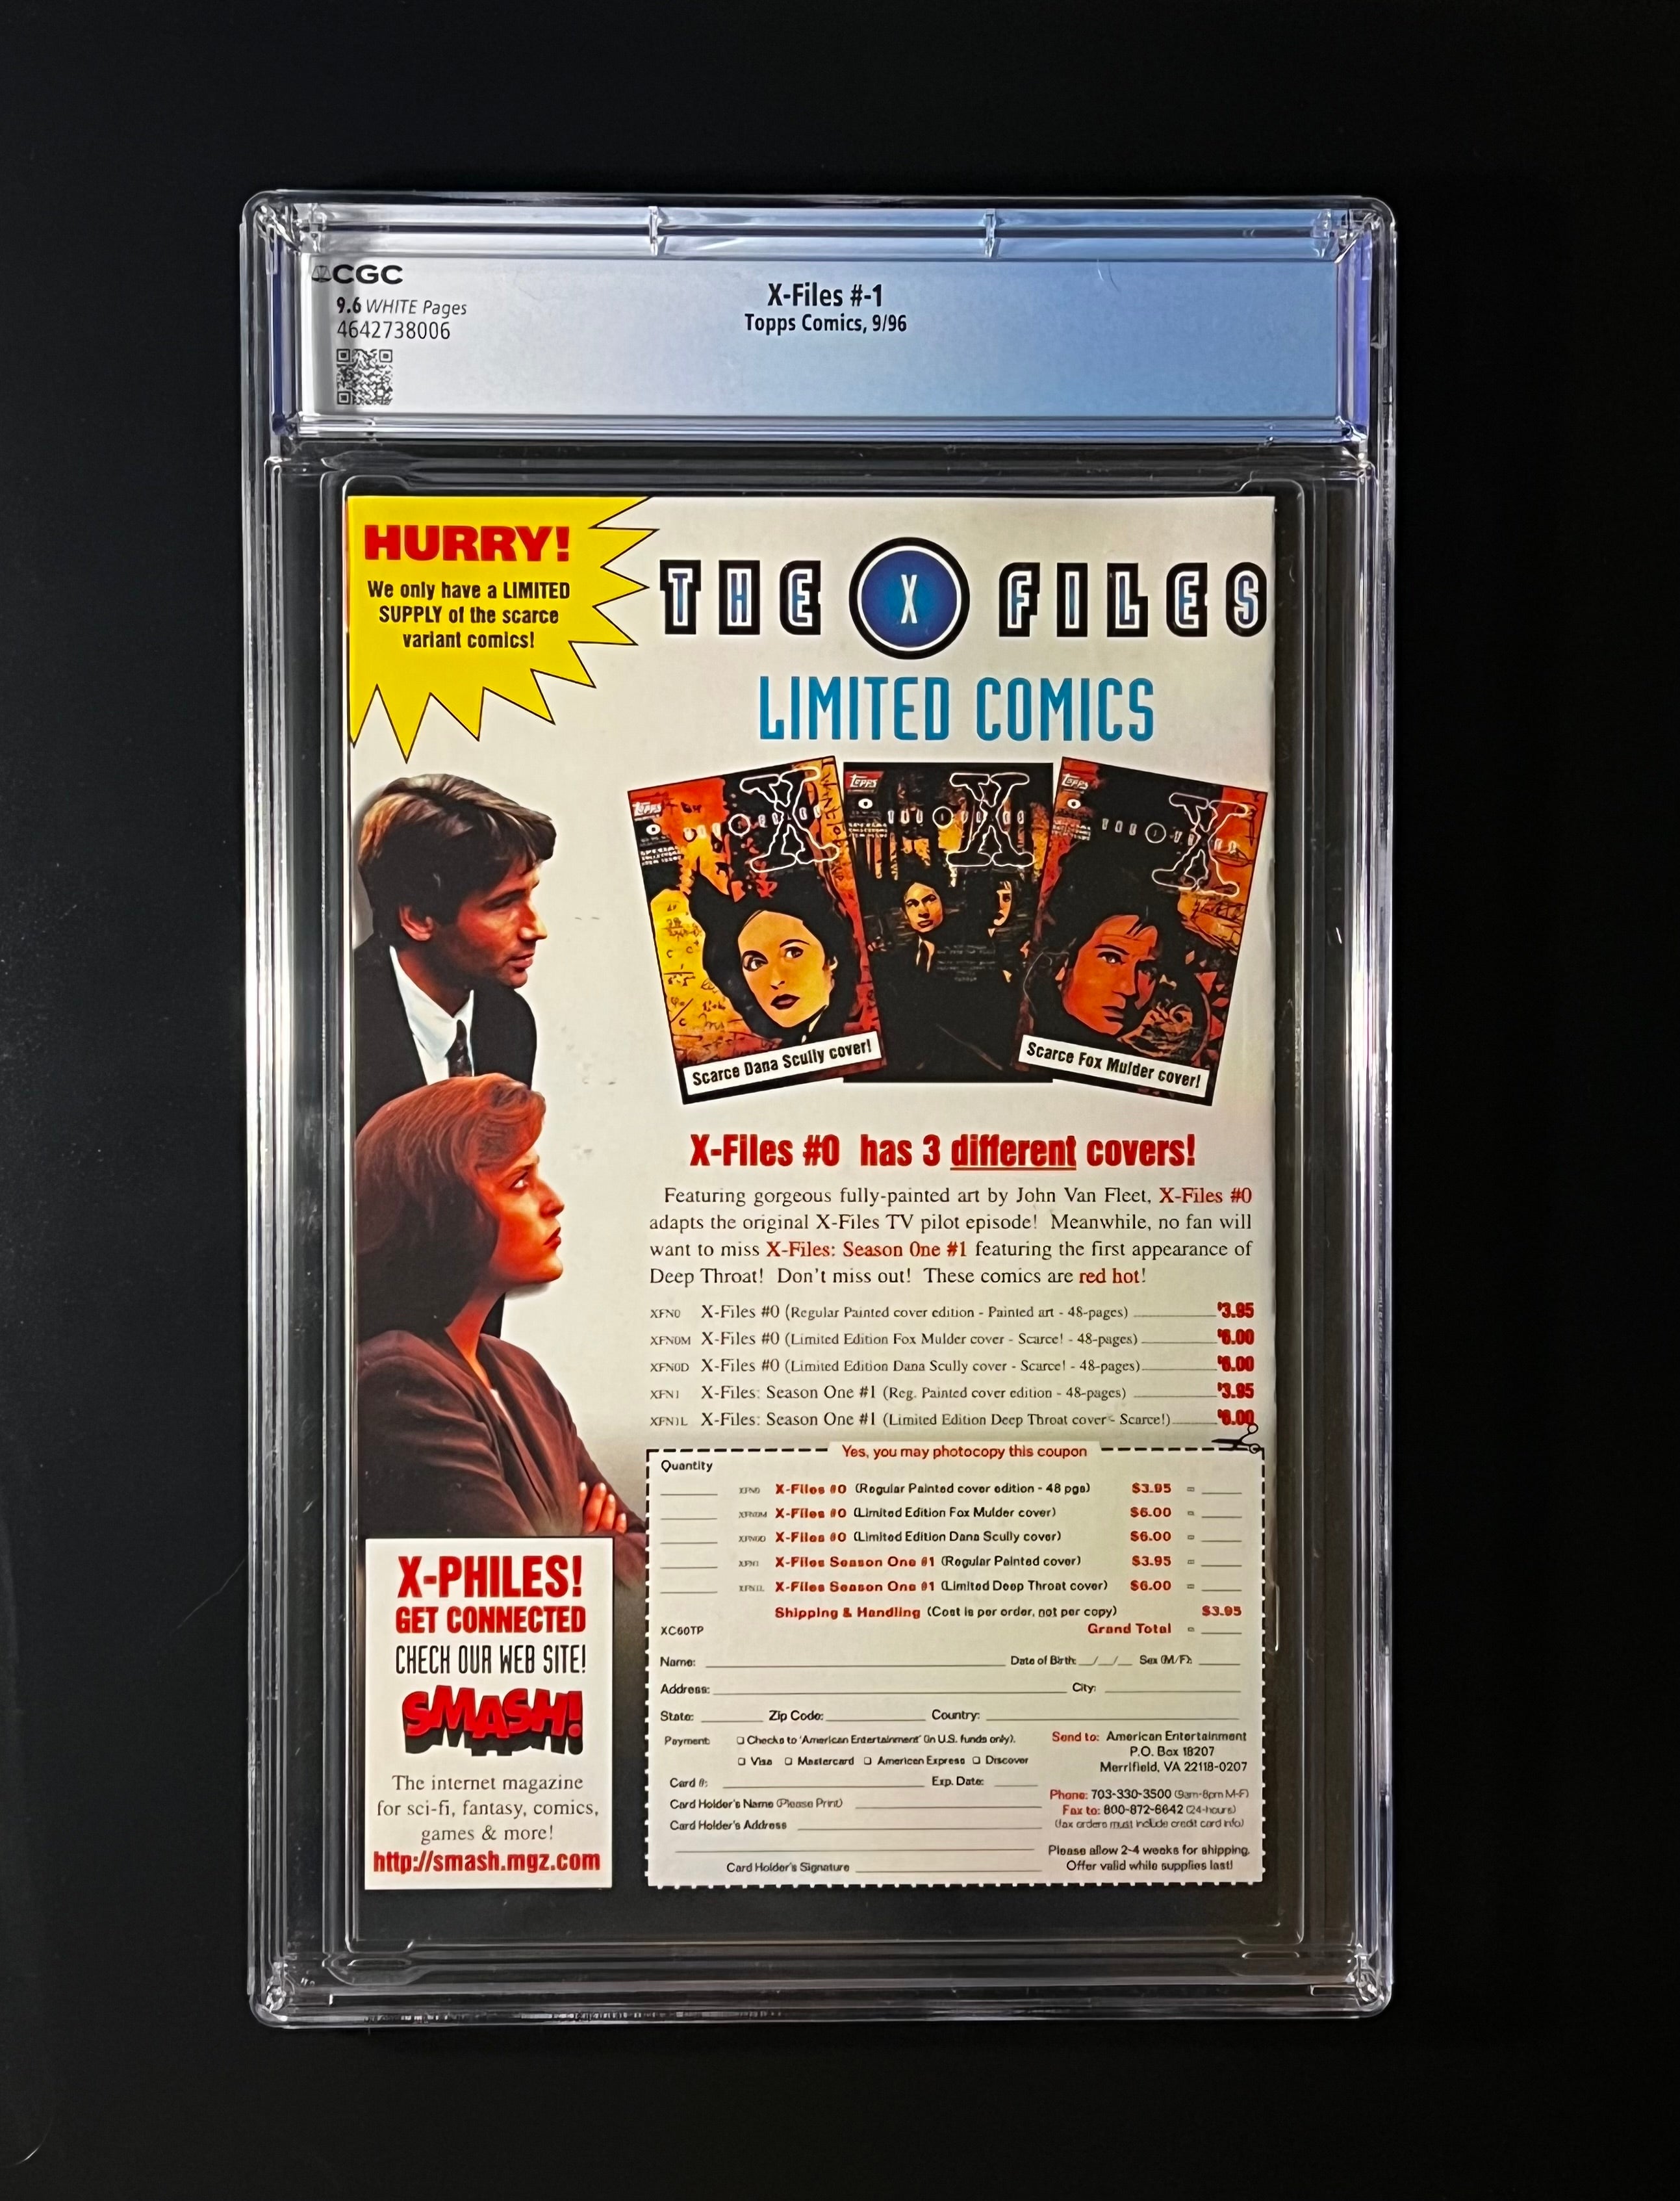 CGC
9.6 WHITE Pages
4642738006
X-Files #-1
Topps Comics, 9/96
HURRY!
We only have a LIMITED
SUPPLY of the scarce
variant comics!
THE X FILES
LIMITED COMICS
TOPPS
THE X FILES
X
TOPPS
THE X FILES
X
TOPPS
THE X FILES
X
Scarce Dana Scully cover!
Scarce Fox Mulder cover!
X-Files #0 has 3 different covers!
Featuring gorgeous fully-painted art by John Van Fleet, X-Files #0
adapts the original X-Files TV pilot episode! Meanwhile, no fan will
want to miss X-Files: Season One #1 featuring the first appearance of
Deep Throat! Don't miss out! These comics are red hot!
XFN0 X-Files #0 (Regular Painted cover edition - Painted art - 48-pages) $3.95
XFN0M X-Files #0 (Limited Edition Fox Mulder cover - Scarce! - 48-pages) $6.00
XFN0D X-Files #0 (Limited Edition Dana Scully cover - Scarce! - 48-pages) $6.00
XFN1 X-Files: Season One #1 (Reg. Painted cover edition - 48-pages) $3.95
XFN1L X-Files: Season One #1 (Limited Edition Deep Throat cover - Scarce!) $6.00
Yes, you may photocopy this coupon
Quantity
XFN0 X-Files #0 (Regular Painted cover edition - 48 pgs) $3.95 =
XFN0M X-Files #0 (Limited Edition Fox Mulder cover) $6.00 =
XFN0D X-Files #0 (Limited Edition Dana Scully cover) $6.00 =
XFN1 X-Files Season One #1 (Regular Painted cover) $3.95 =
XFN1L X-Files Season One #1 (Limited Deep Throat cover) $6.00 =
Shipping & Handling (Cost is per order, not per copy) $3.95
XC60TP Grand Total =
Name: Date of Birth: __/__/__ Sex (M/F):
Address: City:
State: Zip Code: Country:
Payment: ❏ Checks to 'American Entertainment' (in U.S. funds only).
❏ Visa ❏ Mastercard ❏ American Express ❏ Discover
Card #: Exp. Date:
Card Holder's Name (Please Print)
Card Holder's Address
Card Holder's Signature
Send to: American Entertainment
P.O. Box 18207
Merrifield, VA 22118-0207
Phone: 703-330-3500 (9am-8pm M-F)
Fax to: 800-872-6642 (24-hours)
(fax orders must include credit card info)
Please allow 2-4 weeks for shipping.
Offer valid while supplies last!
X-PHILES!
GET CONNECTED
CHECH OUR WEB SITE!
SMASH!
The internet magazine
for sci-fi, fantasy, comics,
games & more!
http://smash.mgz.com